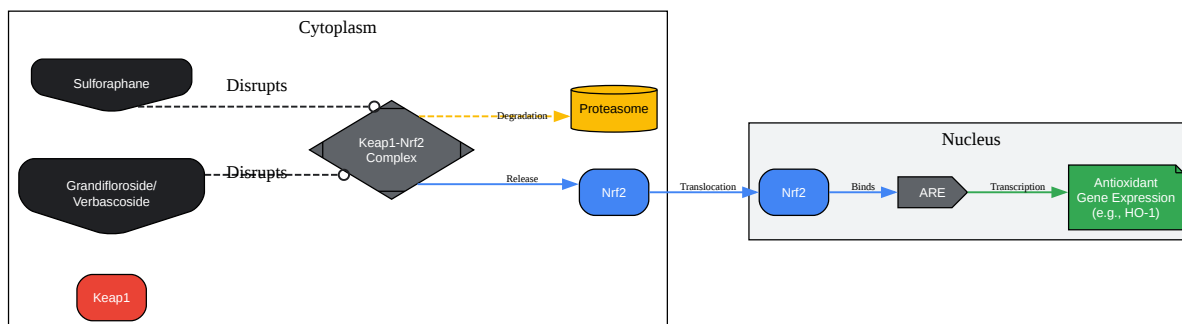 Cytoplasm
Sulforaphane
Disrupts
Keap1-Nrf2
Complex
Degradation
Proteasome
Grandifloroside/
Verbascoside
Disrupts
Release
Nrf2
Translocation
Keap1
Nucleus
Nrf2
Binds
ARE
Transcription
Antioxidant
Gene Expression
(e.g., HO-1)